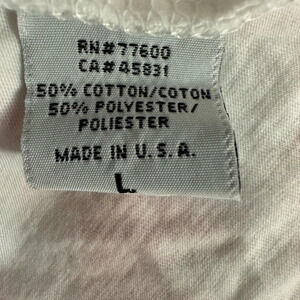 RN#77600
CA#45831
50% COTTON/COTON
50% POLYESTER/
POLIESTER
MADE IN U.S.A.
L